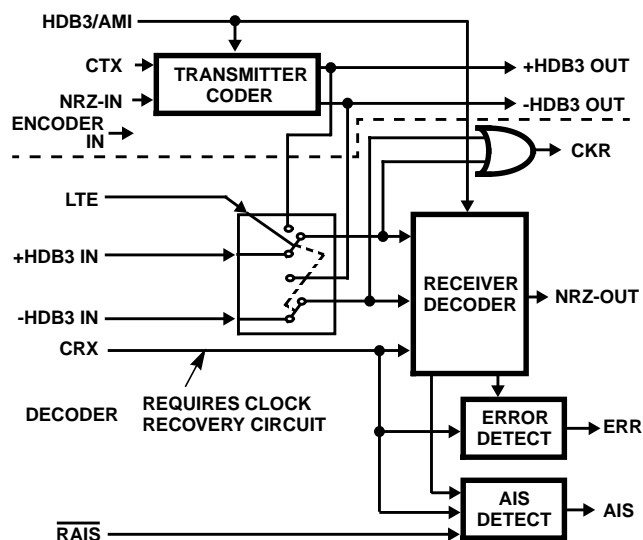 HDB3/AMI
CTX
TRANSMITTER
CODER
+HDB3 OUT
NRZ-IN
-HDB3 OUT
ENCODER
IN
CKR
LTE
+HDB3 IN
RECEIVER
DECODER
NRZ-OUT
-HDB3 IN
CRX
DECODER
REQUIRES CLOCK
RECOVERY CIRCUIT
ERROR
DETECT
ERR
AIS
DETECT
AIS
RAIS